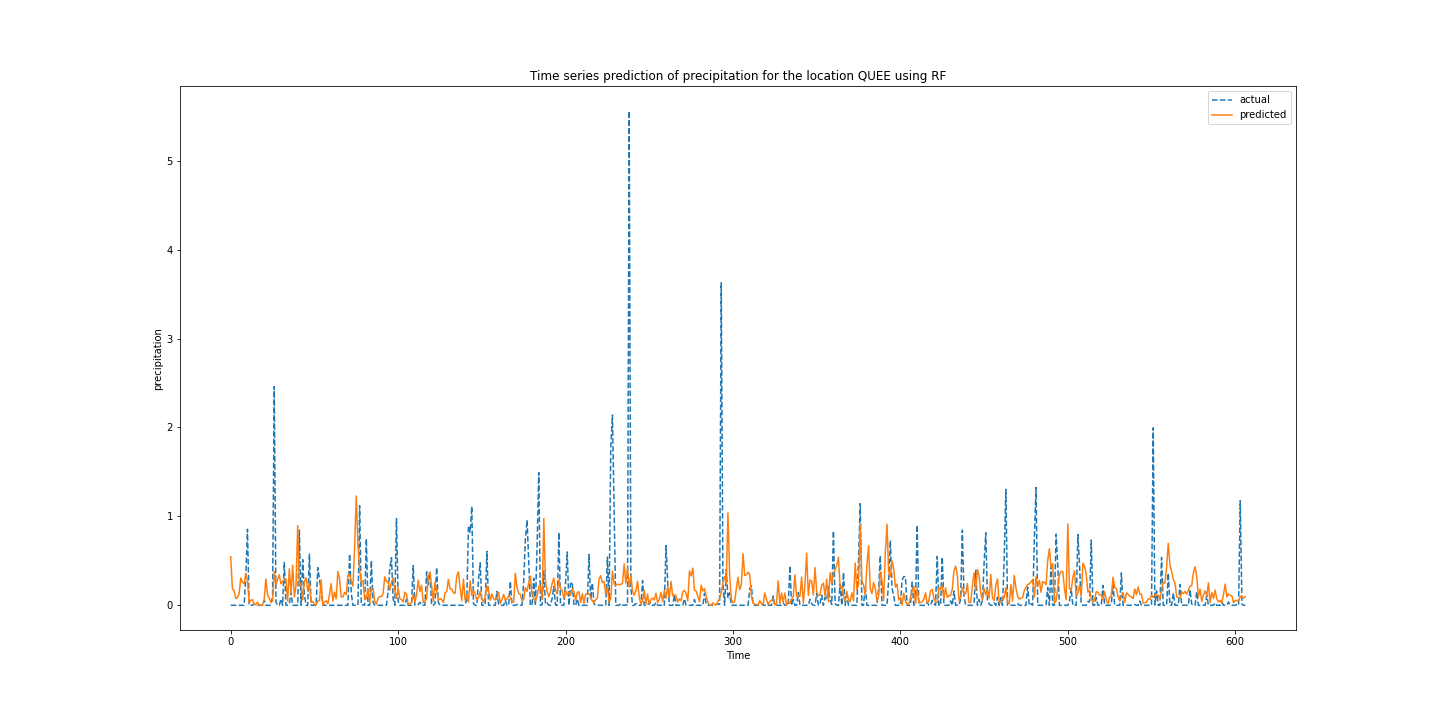 Time series prediction of precipitation for the location QUEE using RF
actual
predicted
5
4
3
2
1
0
precipitation
0 100 200 300 400 500 600
Time